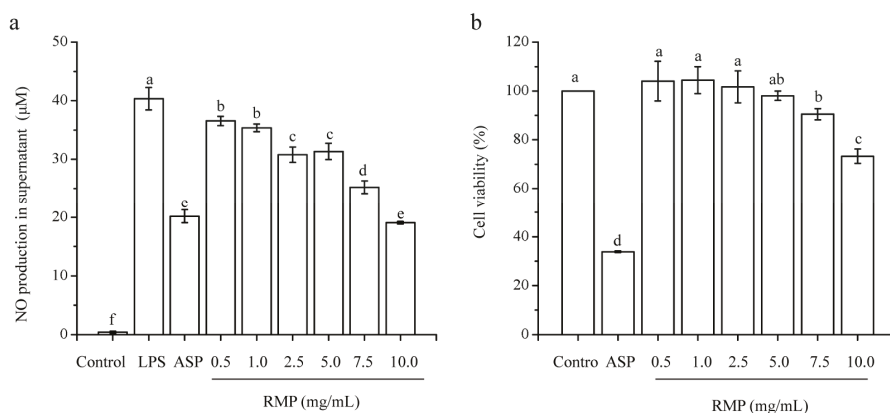 a
NO production in supernatant (μM)
50
40
30
20
10
0
f
a
e
b
b
c
c
d
e
Control LPS ASP 0.5 1.0 2.5 5.0 7.5 10.0
RMP (mg/mL)
b
Cell viability (%)
120
100
80
60
40
20
0
a
d
a
a
a
ab
b
c
Contro ASP 0.5 1.0 2.5 5.0 7.5 10.0
RMP (mg/mL)